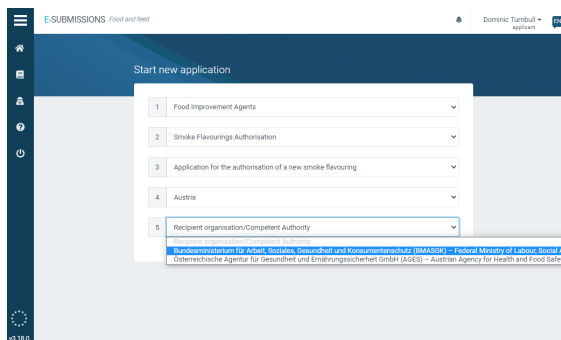 E-SUBMISSIONS Food and feed
Dominic Turnbull
EN
applicant
Start new application
1 Food Improvement Agents
2 Smoke Flavourings Authorisation
3 Application for the authorisation of a new smoke flavouring
4 Austria
5 Recipient organisation/Competent Authority
Recipient organisation/Competent Authority
Bundesministerium für Arbeit, Soziales, Gesundheit und Konsumentenschutz (BMASGK) – Federal Ministry of Labour, Social A
Österreichische Agentur für Gesundheit und Ernährungssicherheit GmbH (AGES) – Austrian Agency for Health and Food Safe
v3.18.0